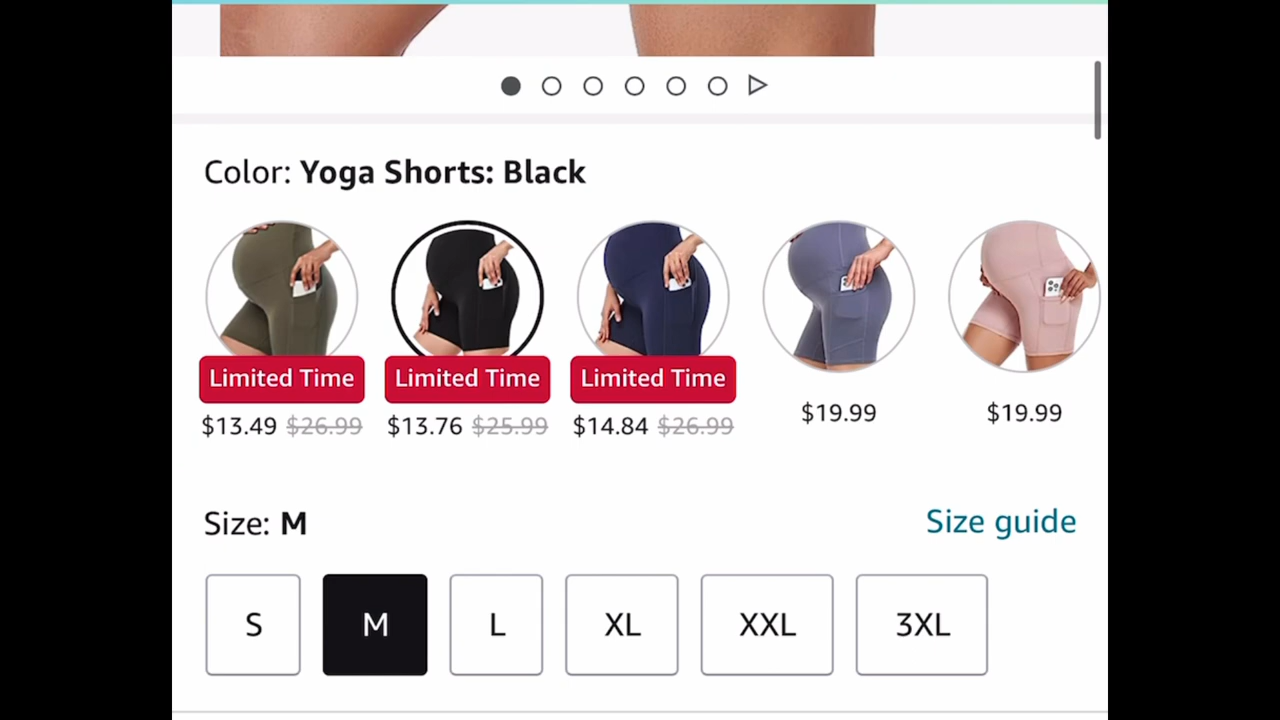 Color: Yoga Shorts: Black
Limited Time Limited Time Limited Time
$13.49 $26.99 $13.76 $25.99 $14.84 $26.99 $19.99 $19.99
Size: M Size guide
S M L XL XXL 3XL